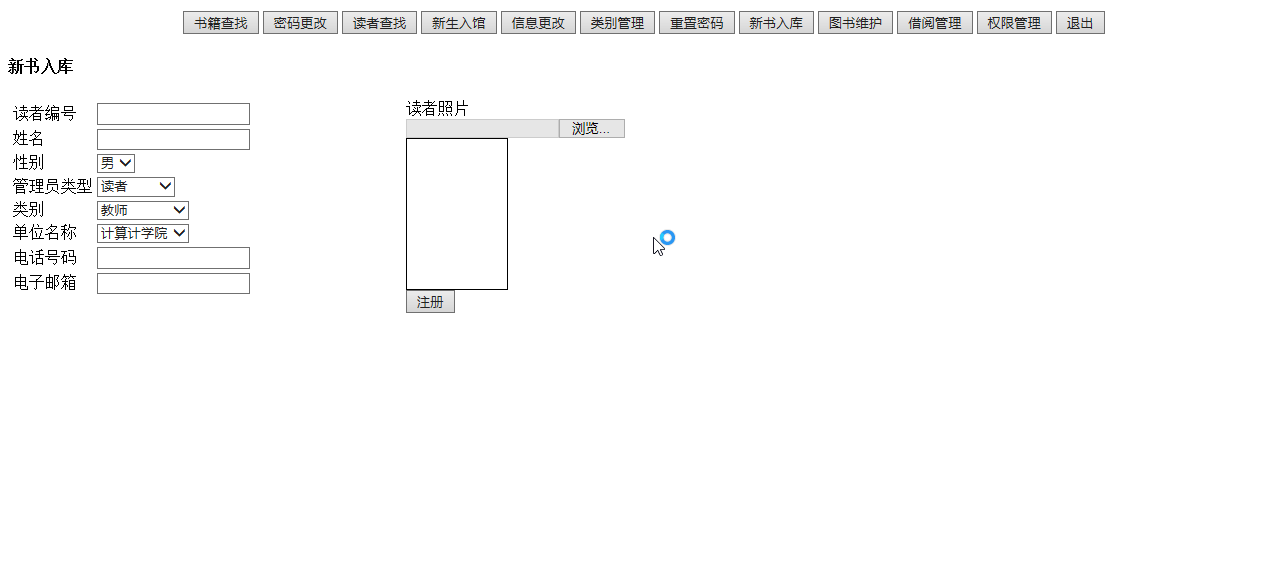 书籍查找 密码更改 读者查找 新生入馆 信息更改 类别管理 重置密码 新书入库 图书维护 借阅管理 权限管理 退出
新书入库
读者编号
姓名
性别 男
管理员类型 读者
类别 教师
单位名称 计算计学院
电话号码
电子邮箱
读者照片
浏览...
注册